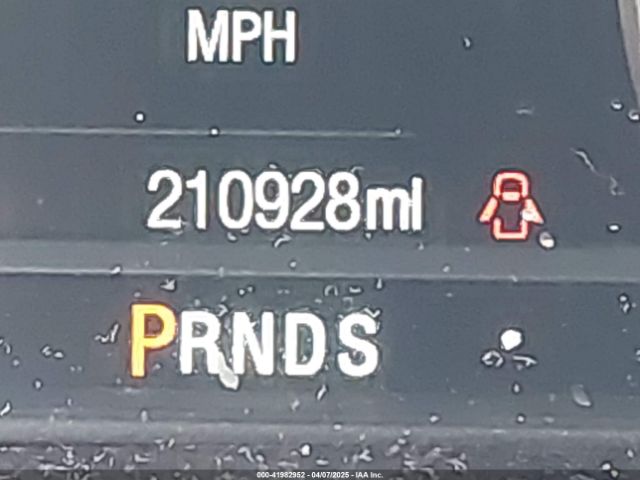 MPH
210928mi
PRNDS
000-41982952 - 04/07/2025 - IAA Inc.